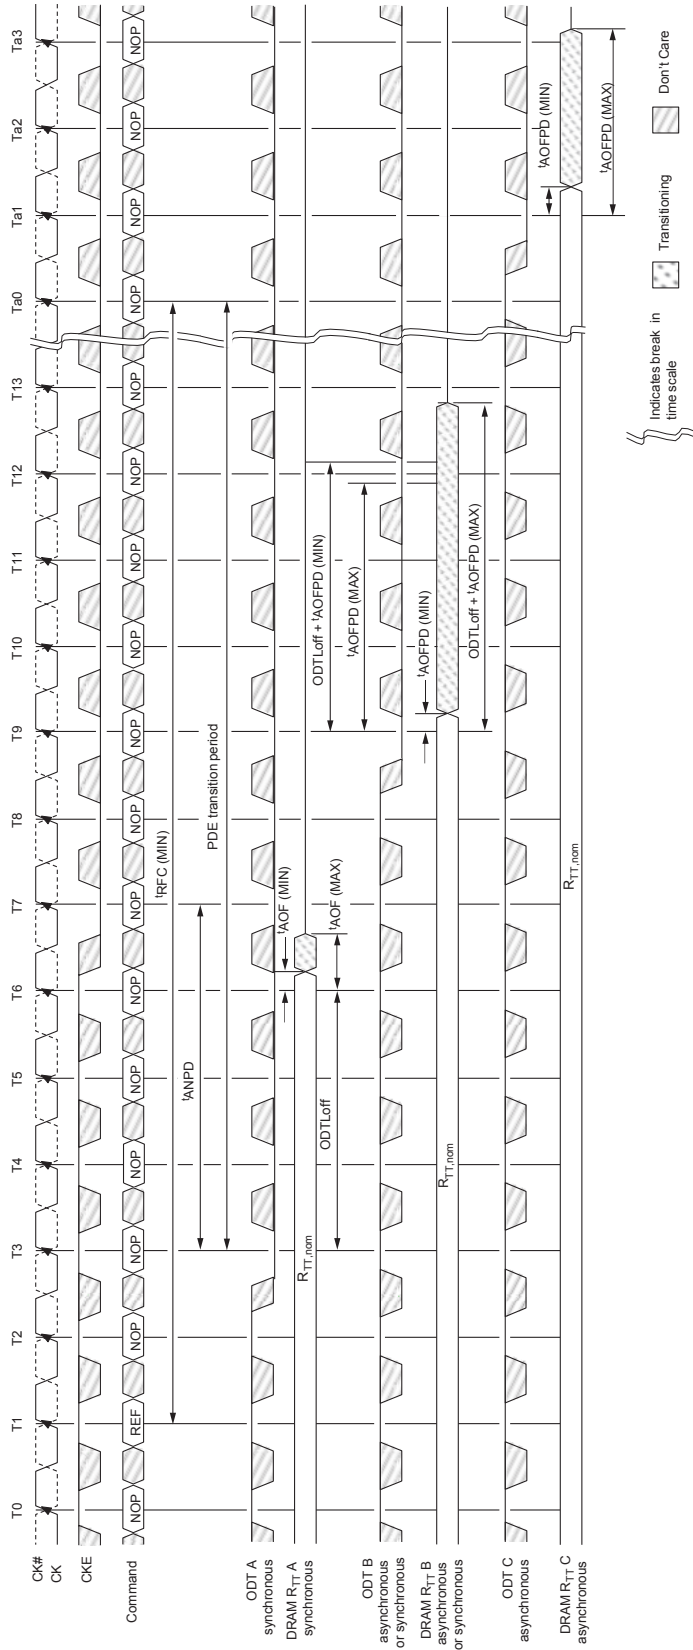 T0 T1 T2 T3 T4 T5 T6 T7 T8 T9 T10 T11 T12 T13 Ta0 Ta1 Ta2 Ta3
CK#
CK
CKE
Command
NOP REF NOP NOP NOP NOP NOP NOP NOP NOP NOP NOP NOP NOP NOP NOP NOP NOP
tRFC (MIN)
tANPD
PDE transition period
ODT A
synchronous
tAOF (MIN)
DRAM RTT A
synchronous
RTT,nom
ODTLoff
tAOF (MAX)
ODTLoff + tAOFPD (MIN)
tAOFPD (MAX)
ODT B
asynchronous
or synchronous
tAOFPD (MIN)
DRAM RTT B
asynchronous
or synchronous
RTT,nom
ODTLoff + tAOFPD (MAX)
ODT C
asynchronous
RTT,nom
tAOFPD (MIN)
DRAM RTT C
asynchronous
tAOFPD (MAX)
Indicates break in
time scale
Transitioning
Don't Care